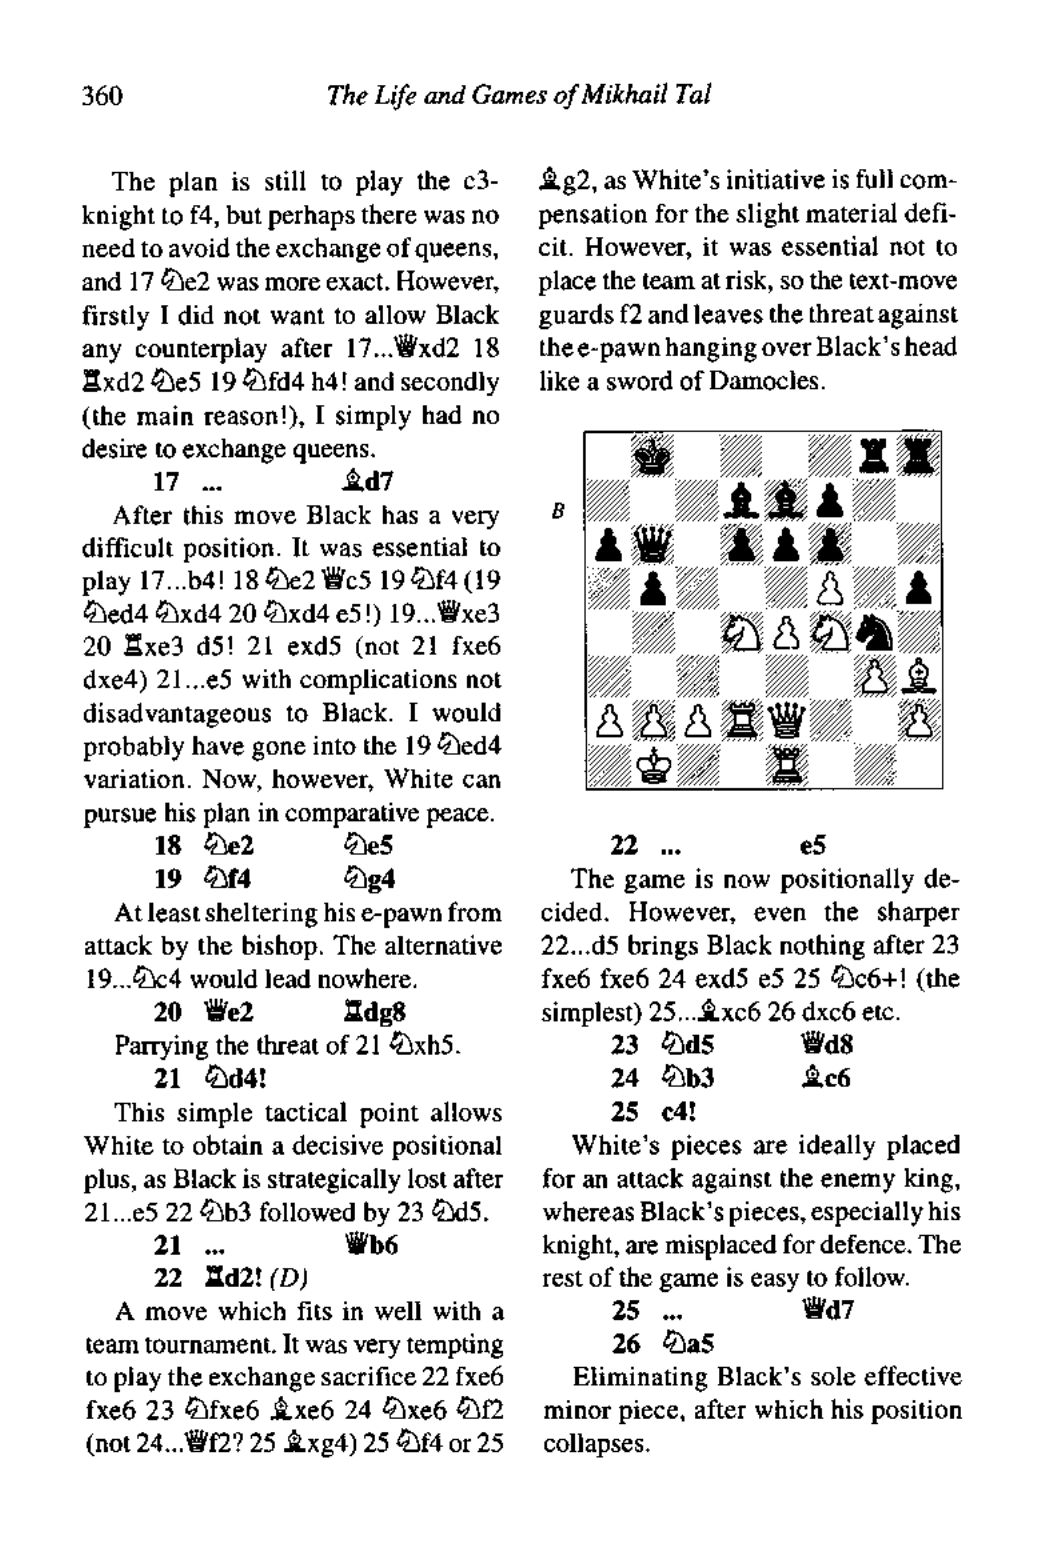 360
The Life and Games of Mikhail Tal
The plan is still to play the c3-
knight to f4, but perhaps there was no
need to avoid the exchange of queens,
and 17 ♘e2 was more exact. However,
firstly I did not want to allow Black
any counterplay after 17...♕xd2 18
♖xd2 ♘e5 19 ♘fd4 h4! and secondly
(the main reason!), I simply had no
desire to exchange queens.
17 ... ♗d7
After this move Black has a very
difficult position. It was essential to
play 17...b4! 18 ♘e2 ♕c5 19 ♘f4 (19
♘ed4 ♘xd4 20 ♘xd4 e5!) 19...♕xe3
20 ♖xe3 d5! 21 exd5 (not 21 fxe6
dxe4) 21...e5 with complications not
disadvantageous to Black. I would
probably have gone into the 19 ♘ed4
variation. Now, however, White can
pursue his plan in comparative peace.
18 ♘e2 ♘e5
19 ♘f4 ♘g4
At least sheltering his e-pawn from
attack by the bishop. The alternative
19...♘c4 would lead nowhere.
20 ♕e2 ♖dg8
Parrying the threat of 21 ♘xh5.
21 ♘d4!
This simple tactical point allows
White to obtain a decisive positional
plus, as Black is strategically lost after
21...e5 22 ♘b3 followed by 23 ♘d5.
21 ... ♕b6
22 ♖d2! (D)
A move which fits in well with a
team tournament. It was very tempting
to play the exchange sacrifice 22 fxe6
fxe6 23 ♘fxe6 ♗xe6 24 ♘xe6 ♘f2
(not 24...♕f2? 25 ♗xg4) 25 ♘f4 or 25
♗g2, as White's initiative is full com-
pensation for the slight material defi-
cit. However, it was essential not to
place the team at risk, so the text-move
guards f2 and leaves the threat against
the e-pawn hanging over Black's head
like a sword of Damocles.
B
22 ... e5
The game is now positionally de-
cided. However, even the sharper
22...d5 brings Black nothing after 23
fxe6 fxe6 24 exd5 e5 25 ♘c6+! (the
simplest) 25...♗xc6 26 dxc6 etc.
23 ♘d5 ♕d8
24 ♘b3 ♗c6
25 c4!
White's pieces are ideally placed
for an attack against the enemy king,
whereas Black's pieces, especially his
knight, are misplaced for defence. The
rest of the game is easy to follow.
25 ... ♕d7
26 ♘a5
Eliminating Black's sole effective
minor piece, after which his position
collapses.